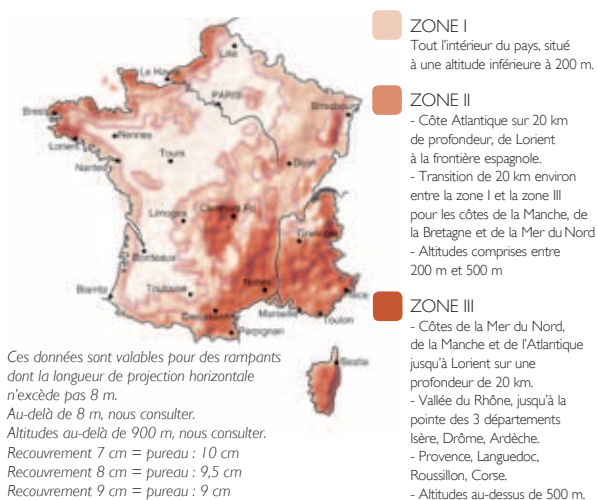 Lille
Le Havre
PARIS
Strasbourg
Brest
Rennes
Lorient
Tours
Dijon
Nantes
Limoges
Clermont Fd
Grenoble
Bordeaux
Biarritz
Toulouse
Nimes
Nice
Marseille
Toulon
Perpignan
Bastia
Ces données sont valables pour des rampants
dont la longueur de projection horizontale
n'excède pas 8 m.
Au-delà de 8 m, nous consulter.
Altitudes au-delà de 900 m, nous consulter.
Recouvrement 7 cm = pureau : 10 cm
Recouvrement 8 cm = pureau : 9,5 cm
Recouvrement 9 cm = pureau : 9 cm
ZONE I
Tout l'intérieur du pays, situé
à une altitude inférieure à 200 m.
ZONE II
- Côte Atlantique sur 20 km
de profondeur, de Lorient
à la frontière espagnole.
- Transition de 20 km environ
entre la zone I et la zone III
pour les côtes de la Manche, de
la Bretagne et de la Mer du Nord
- Altitudes comprises entre
200 m et 500 m
ZONE III
- Côtes de la Mer du Nord,
de la Manche et de l'Atlantique
jusqu'à Lorient sur une
profondeur de 20 km.
- Vallée du Rhône, jusqu'à la
pointe des 3 départements
Isère, Drôme, Ardèche.
- Provence, Languedoc,
Roussillon, Corse.
- Altitudes au-dessus de 500 m.